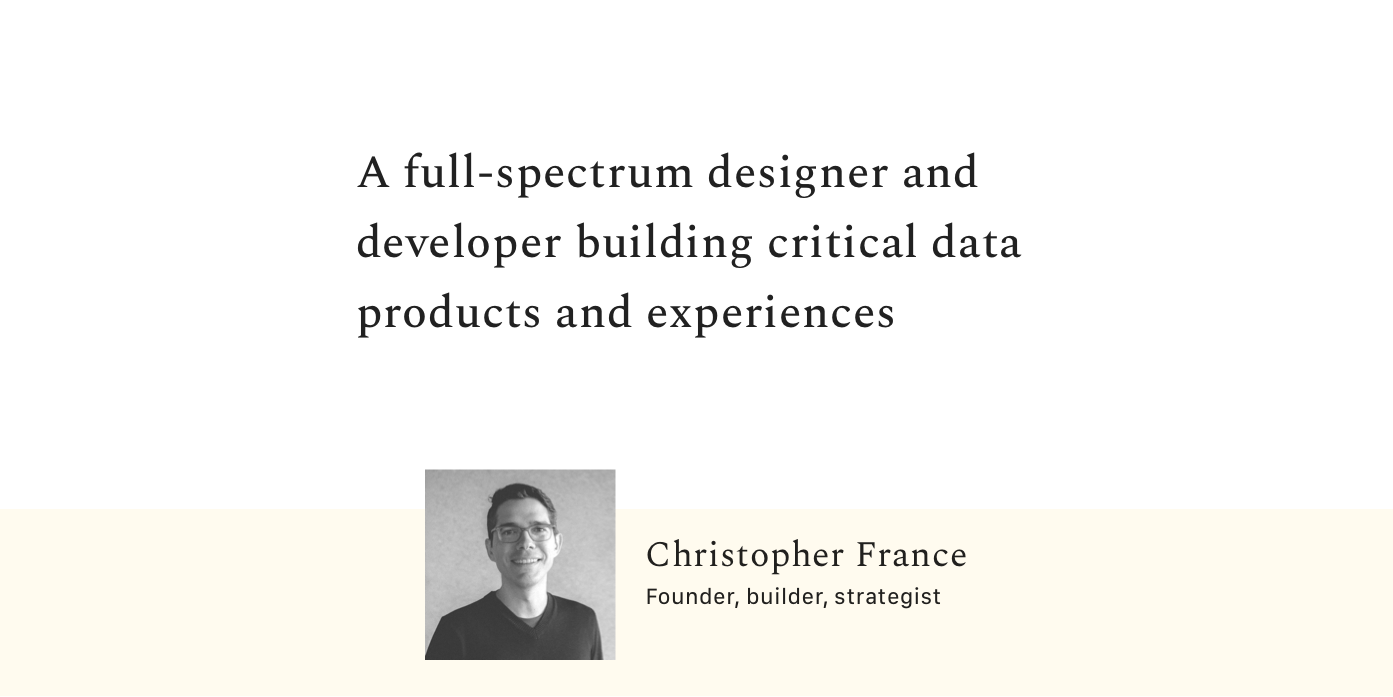 A full-spectrum designer and
developer building critical data
products and experiences
Christopher France
Founder, builder, strategist